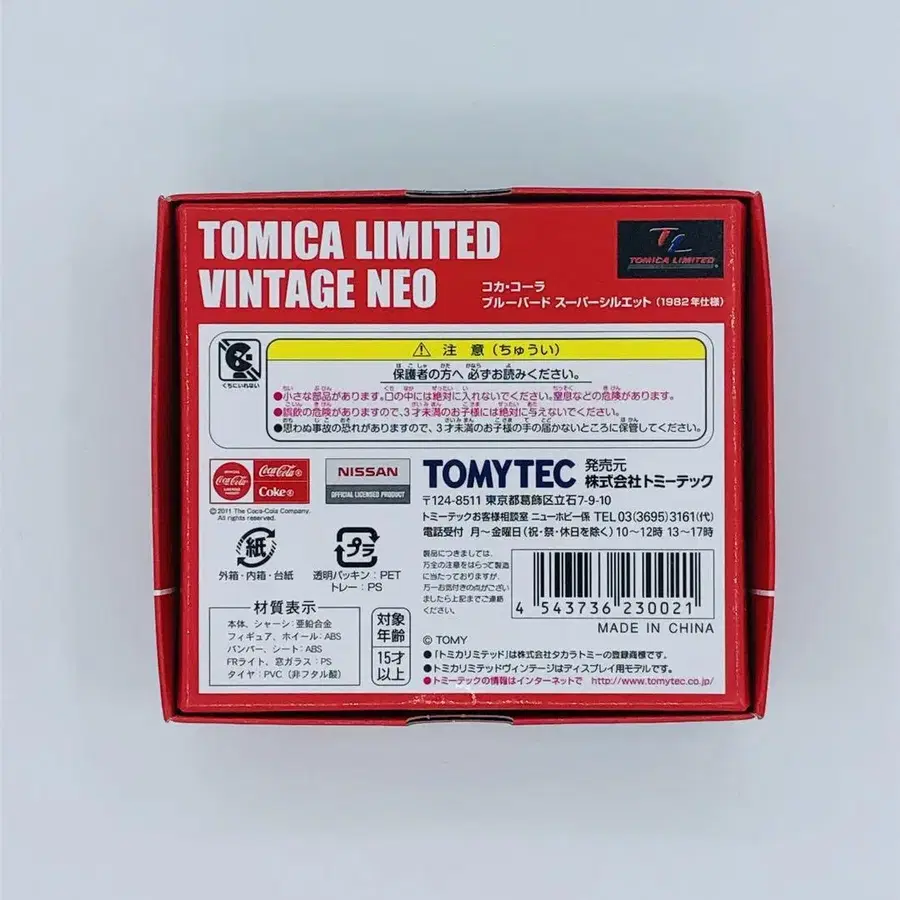 TOMICA LIMITED
VINTAGE NEO
コカ・コーラ
ブルーバード スーパーシルエット（1982年仕様）
TL
TOMICA LIMITED
くちにいれない
⚠ 注 意（ちゅうい）
保護者の方へ 必ずお読みください。
●小さな部品があります。口の中には絶対に入れないでください。窒息などの危険があります。
●誤飲の危険がありますので、3才未満のお子様には絶対に与えないでください。
●思わぬ事故の恐れがありますので、3才未満のお子様の手の届かないところに保管してください。
Coca-Cola
Coca-Cola®
Coke®
©2011 The Coca-Cola Company.
All rights reserved.
NISSAN
OFFICIAL LICENSED PRODUCT
TOMYTEC 発売元
株式会社トミーテック
〒124-8511 東京都葛飾区立石7-9-10
トミーテックお客様相談室 ニューホビー係 TEL 03(3695)3161(代)
電話受付 月～金曜日(祝・祭・休日を除く)10～12時 13～17時
紙
外箱・内箱・台紙
プラ
透明パッキン：PET
トレー：PS
製品につきましては、
万全の注意をはらって製造
に当たっておりますが、
万一お気付きの点がござい
ましたら上記までご連絡
ください。
4 543736 230021
MADE IN CHINA
材質表示
本体、シャーシ：亜鉛合金
フィギュア、ホイール：ABS
バンパー、シート：ABS
FRライト、窓ガラス：PS
タイヤ：PVC（非フタル酸）
対象
年齢
15才
以上
© TOMY
●「トミカリミテッド」は株式会社タカラトミーの登録商標です。
●トミカリミテッドヴィンテージはディスプレイ用モデルです。
●トミーテックの情報はインターネットで http://www.tomytec.co.jp/